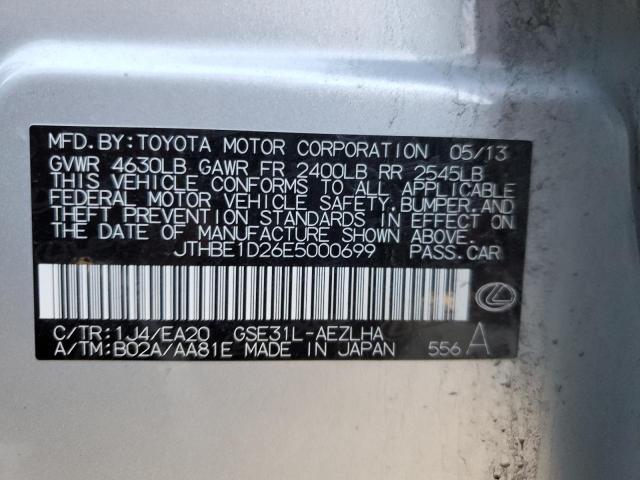 MFD.BY:TOYOTA MOTOR CORPORATION 05/13
GVWR 4630LB GAWR FR 2400LB RR 2545LB
THIS VEHICLE CONFORMS TO ALL APPLICABLE
FEDERAL MOTOR VEHICLE SAFETY,BUMPER,AND
THEFT PREVENTION STANDARDS IN EFFECT ON
THE DATE OF MANUFACTURE SHOWN ABOVE.
JTHBE1D26E5000699 PASS.CAR
C/TR:1J4/EA20 GSE31L-AEZLHA
A/TM:B02A/AA81E MADE IN JAPAN 556 A